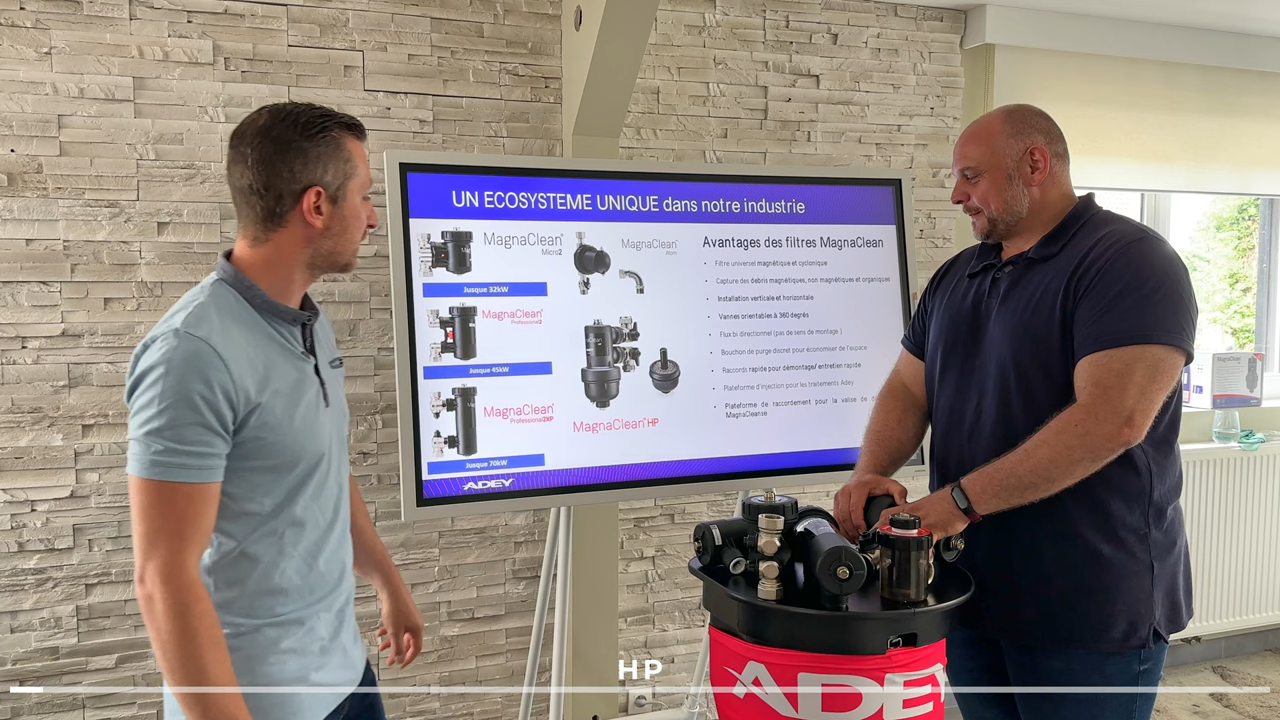 UN ECOSYSTEME UNIQUE dans notre industrie
MagnaClean®
Micro2
Jusque 32kW
MagnaClean®
Professional2
Jusque 45kW
MagnaClean®
Professional2XP
Jusque 70kW
MagnaClean®
Atom
MagnaClean® HP
Avantages des filtres MagnaClean
• Filtre universel magnétique et cyclonique
• Capture des debris magnétiques, non magnétiques et organiques
• Installation verticale et horizontale
• Vannes orientables à 360 degrés
• Flux bi directionnel (pas de sens de montage )
• Bouchon de purge discret pour économiser de l'espace
• Raccords rapide pour démontage/ entretien rapide
• Plateforme d'injection pour les traitements Adey
• Plateforme de raccordement pour la valise de
MagnaCleanse
ADEY
MagnaClean
ADEY
HP